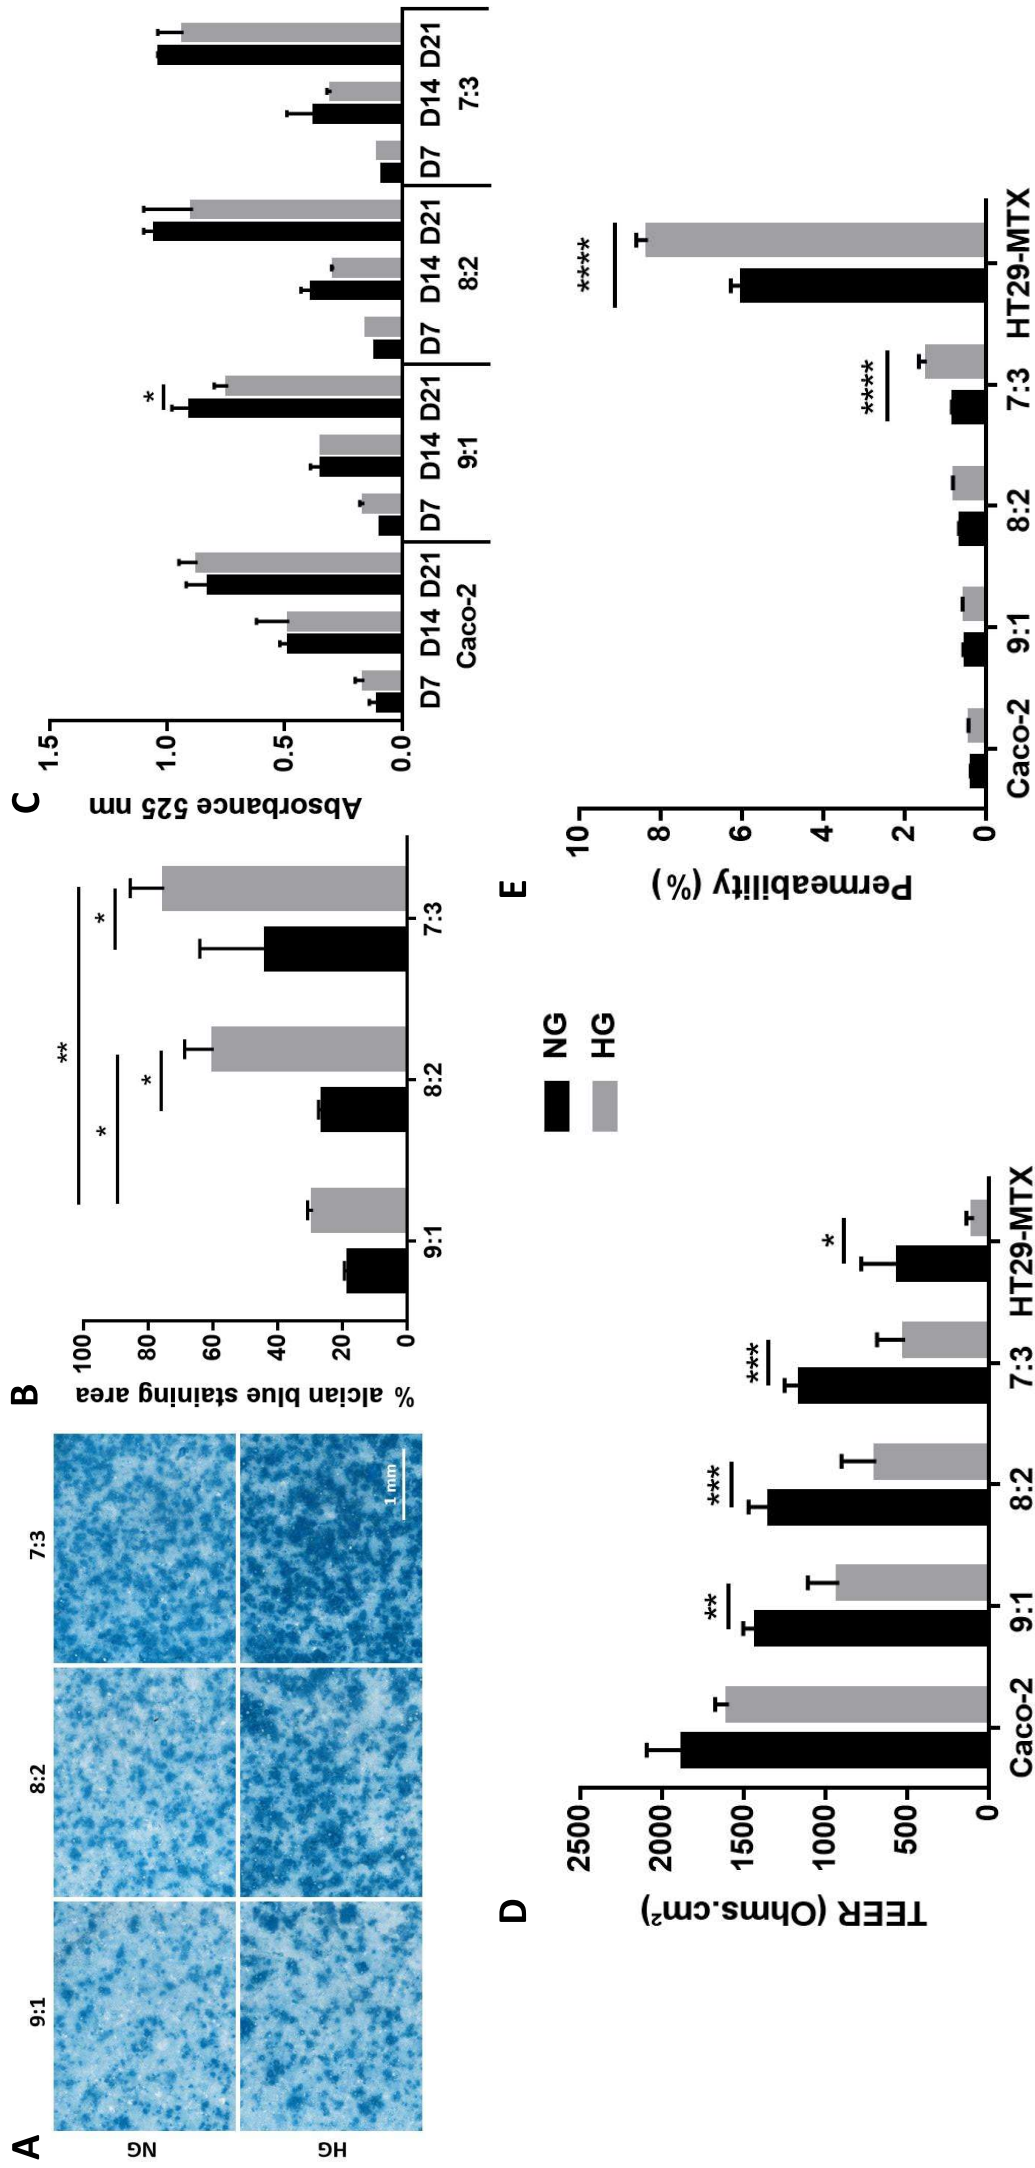 A
9:1
8:2
7:3
NG
HG
1 mm
B
% alcian blue staining area
100
80
60
40
20
0
**
*
*
*
9:1
8:2
7:3
C
Absorbance 525 nm
1.5
1.0
0.5
0.0
*
D7 D14 D21 D7 D14 D21 D7 D14 D21 D7 D14 D21
Caco-2 9:1 8:2 7:3
D
TEER (Ohms.cm²)
2500
2000
1500
1000
500
0
**
***
***
*
Caco-2 9:1 8:2 7:3 HT29-MTX
NG
HG
E
Permeability (%)
10
8
6
4
2
0
****
****
Caco-2 9:1 8:2 7:3 HT29-MTX